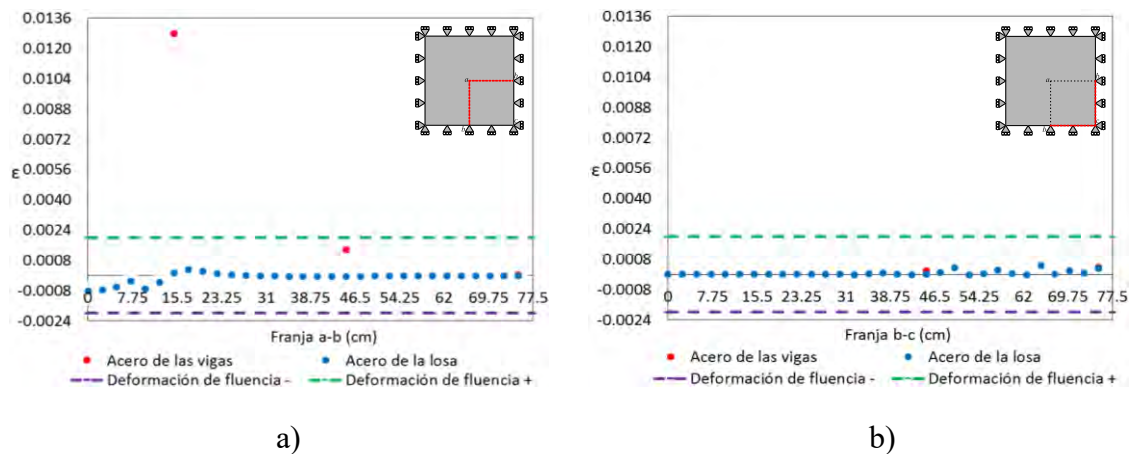 0.0136
0.0120
0.0104
0.0088
0.0072
0.0056
0.0040
0.0024
0.0008
-0.0008
-0.0024
ε
0 7.75 15.5 23.25 31 38.75 46.5 54.25 62 69.75 77.5
Franja a-b (cm)
Acero de las vigas Acero de la losa
Deformación de fluencia - Deformación de fluencia +
a)
0.0136
0.0120
0.0104
0.0088
0.0072
0.0056
0.0040
0.0024
0.0008
-0.0008
-0.0024
ε
0 7.75 15.5 23.25 31 38.75 46.5 54.25 62 69.75 77.5
Franja b-c (cm)
Acero de las vigas Acero de la losa
Deformación de fluencia - Deformación de fluencia +
b)